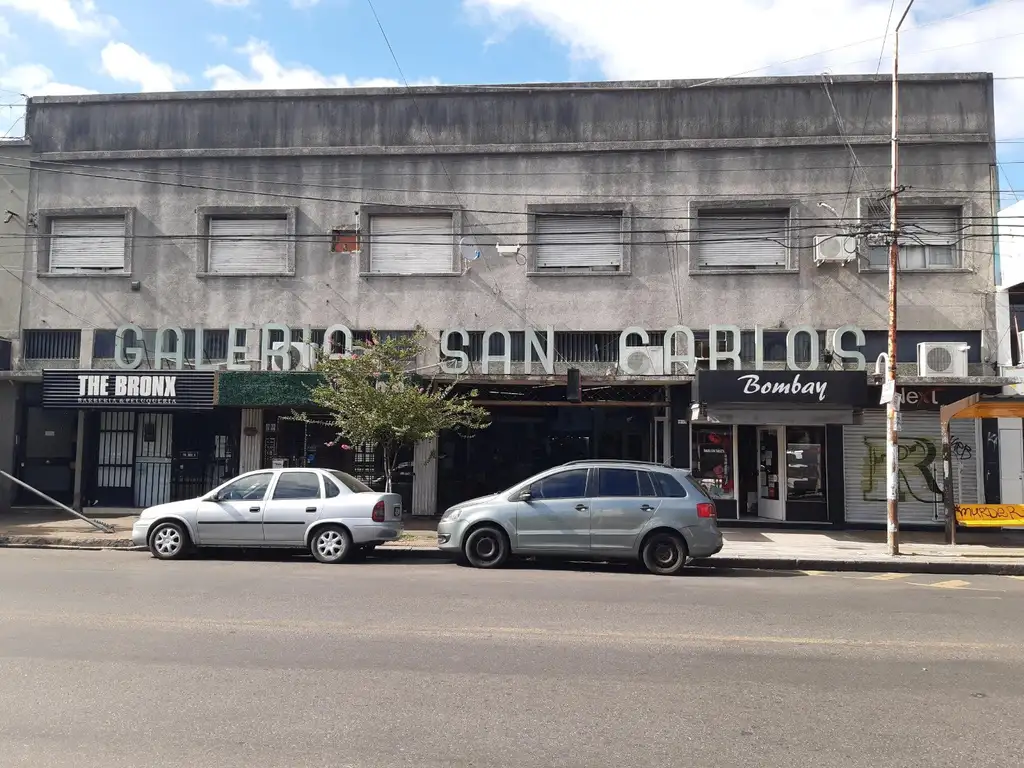 GALERIA SAN CARLOS
THE BRONX
BARBERIA & PELUQUERIA
Bombay
MURDER